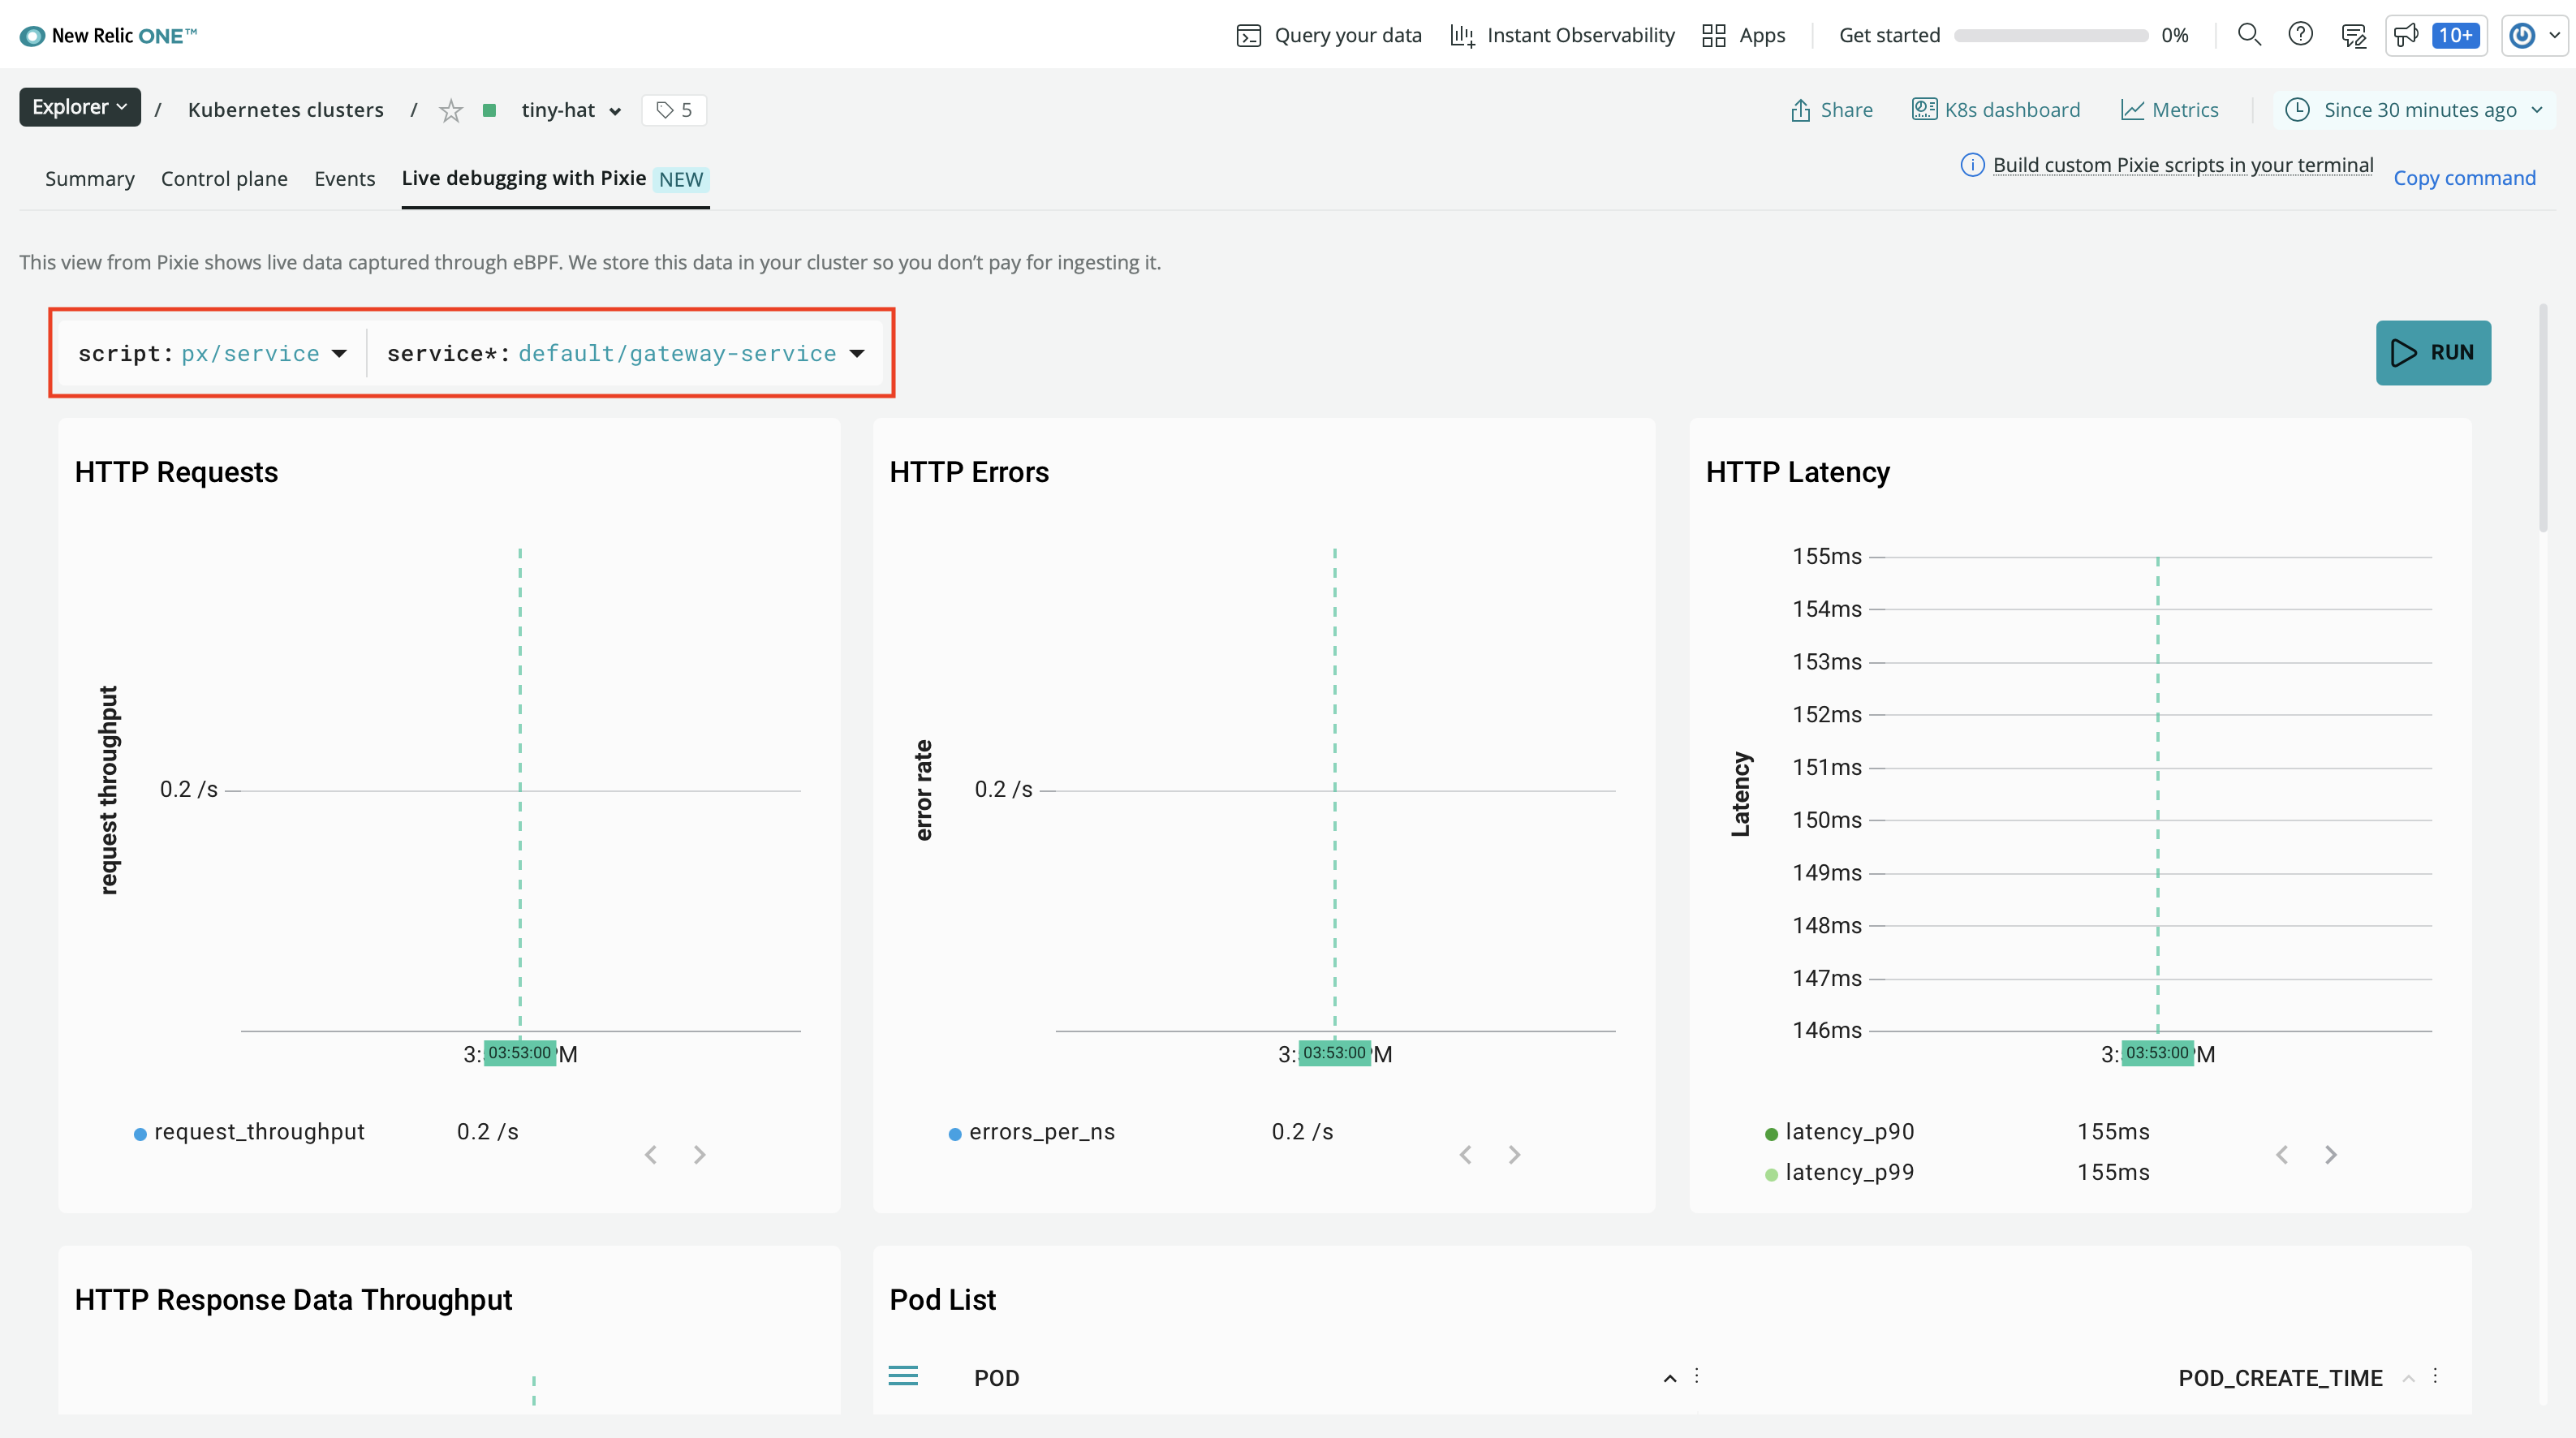 New Relic ONE™ Query your data Instant Observability Apps Get started 0% 10+
Explorer / Kubernetes clusters / tiny-hat 5 Share K8s dashboard Metrics Since 30 minutes ago
Summary Control plane Events Live debugging with Pixie NEW Build custom Pixie scripts in your terminal Copy command
This view from Pixie shows live data captured through eBPF. We store this data in your cluster so you don't pay for ingesting it.
script: px/service service*: default/gateway-service RUN
HTTP Requests
request throughput
0.2 /s
3: 03:53:00 M
request_throughput 0.2 /s
HTTP Errors
error rate
0.2 /s
3: 03:53:00 M
errors_per_ns 0.2 /s
HTTP Latency
Latency
155ms
154ms
153ms
152ms
151ms
150ms
149ms
148ms
147ms
146ms
3: 03:53:00 M
latency_p90 155ms
latency_p99 155ms
HTTP Response Data Throughput
Pod List
POD POD_CREATE_TIME